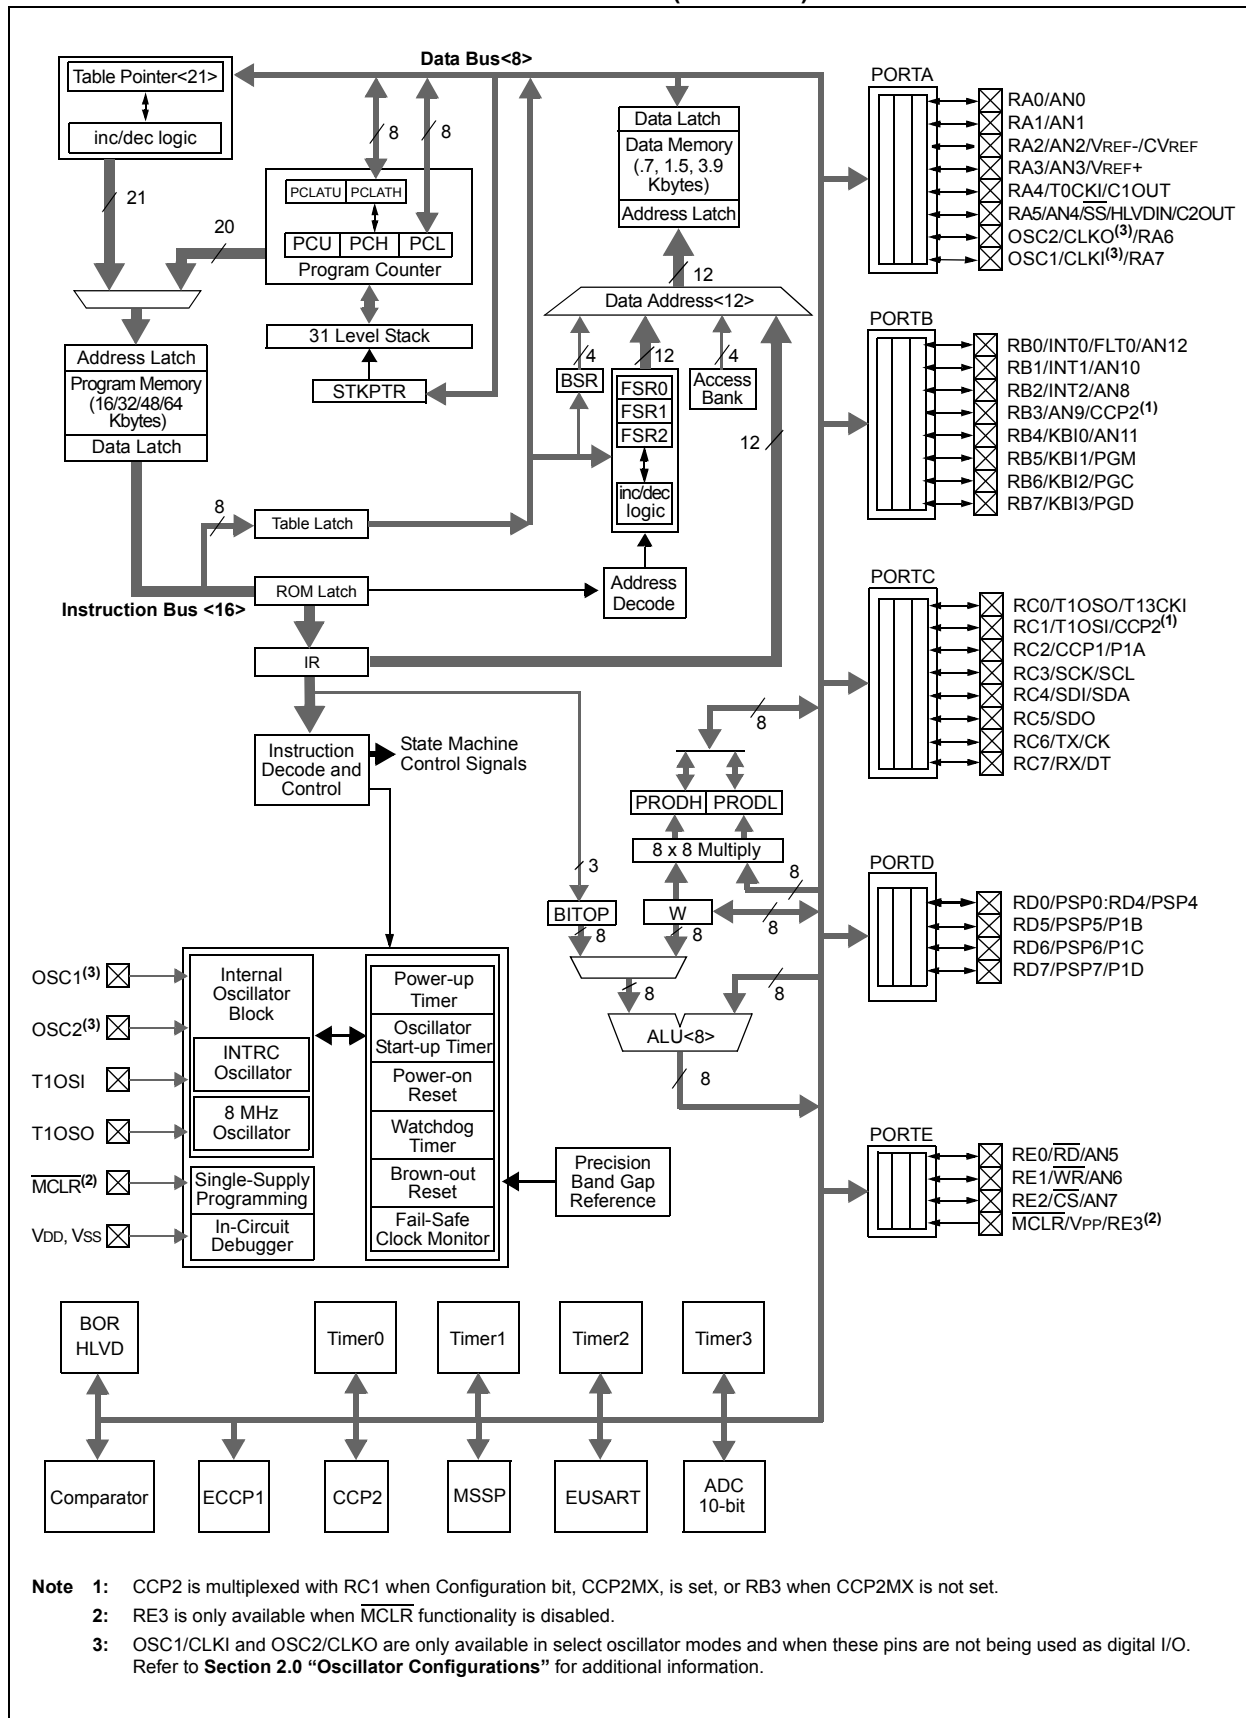 Data Bus<8>
Table Pointer<21>
inc/dec logic
21
20
8
8
PCLATU PCLATH
PCU PCH PCL
Program Counter
31 Level Stack
STKPTR
Data Latch
Data Memory
(.7, 1.5, 3.9
Kbytes)
Address Latch
12
Data Address<12>
4
12
4
BSR
FSR0
FSR1
FSR2
inc/dec
logic
Access
Bank
12
Address Latch
Program Memory
(16/32/48/64
Kbytes)
Data Latch
8
Table Latch
ROM Latch
Instruction Bus <16>
Address
Decode
IR
Instruction
Decode and
Control
State Machine
Control Signals
8
PRODH PRODL
8 x 8 Multiply
8
3
BITOP
W
8
8
8
8
8
ALU<8>
8
OSC1(3)
OSC2(3)
T1OSI
T1OSO
MCLR(2)
VDD, VSS
Internal
Oscillator
Block
INTRC
Oscillator
8 MHz
Oscillator
Single-Supply
Programming
In-Circuit
Debugger
Power-up
Timer
Oscillator
Start-up Timer
Power-on
Reset
Watchdog
Timer
Brown-out
Reset
Fail-Safe
Clock Monitor
Precision
Band Gap
Reference
PORTA
RA0/AN0
RA1/AN1
RA2/AN2/VREF-/CVREF
RA3/AN3/VREF+
RA4/T0CKI/C1OUT
RA5/AN4/SS/HLVDIN/C2OUT
OSC2/CLKO(3)/RA6
OSC1/CLKI(3)/RA7
PORTB
RB0/INT0/FLT0/AN12
RB1/INT1/AN10
RB2/INT2/AN8
RB3/AN9/CCP2(1)
RB4/KBI0/AN11
RB5/KBI1/PGM
RB6/KBI2/PGC
RB7/KBI3/PGD
PORTC
RC0/T1OSO/T13CKI
RC1/T1OSI/CCP2(1)
RC2/CCP1/P1A
RC3/SCK/SCL
RC4/SDI/SDA
RC5/SDO
RC6/TX/CK
RC7/RX/DT
PORTD
RD0/PSP0:RD4/PSP4
RD5/PSP5/P1B
RD6/PSP6/P1C
RD7/PSP7/P1D
PORTE
RE0/RD/AN5
RE1/WR/AN6
RE2/CS/AN7
MCLR/VPP/RE3(2)
BOR
HLVD
Timer0
Timer1
Timer2
Timer3
Comparator
ECCP1
CCP2
MSSP
EUSART
ADC
10-bit
Note 1: CCP2 is multiplexed with RC1 when Configuration bit, CCP2MX, is set, or RB3 when CCP2MX is not set.
2: RE3 is only available when MCLR functionality is disabled.
3: OSC1/CLKI and OSC2/CLKO are only available in select oscillator modes and when these pins are not being used as digital I/O.
Refer to Section 2.0 “Oscillator Configurations” for additional information.